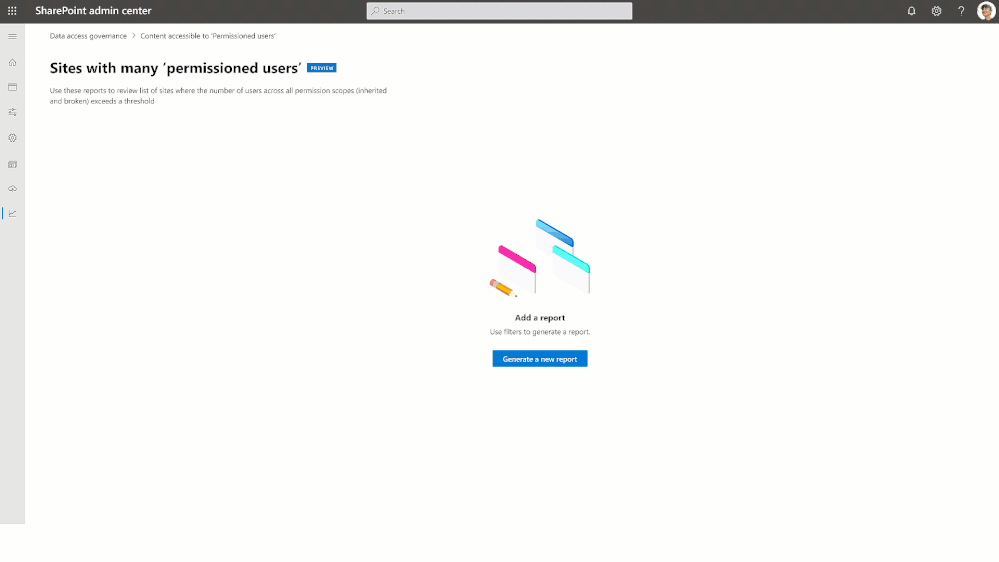 SharePoint admin center
Search
?
Data access governance > Content accessible to 'Permissioned users'
Sites with many 'permissioned users' PREVIEW
Use these reports to review list of sites where the number of users across all permission scopes (inherited
and broken) exceeds a threshold
Add a report
Use filters to generate a report.
Generate a new report